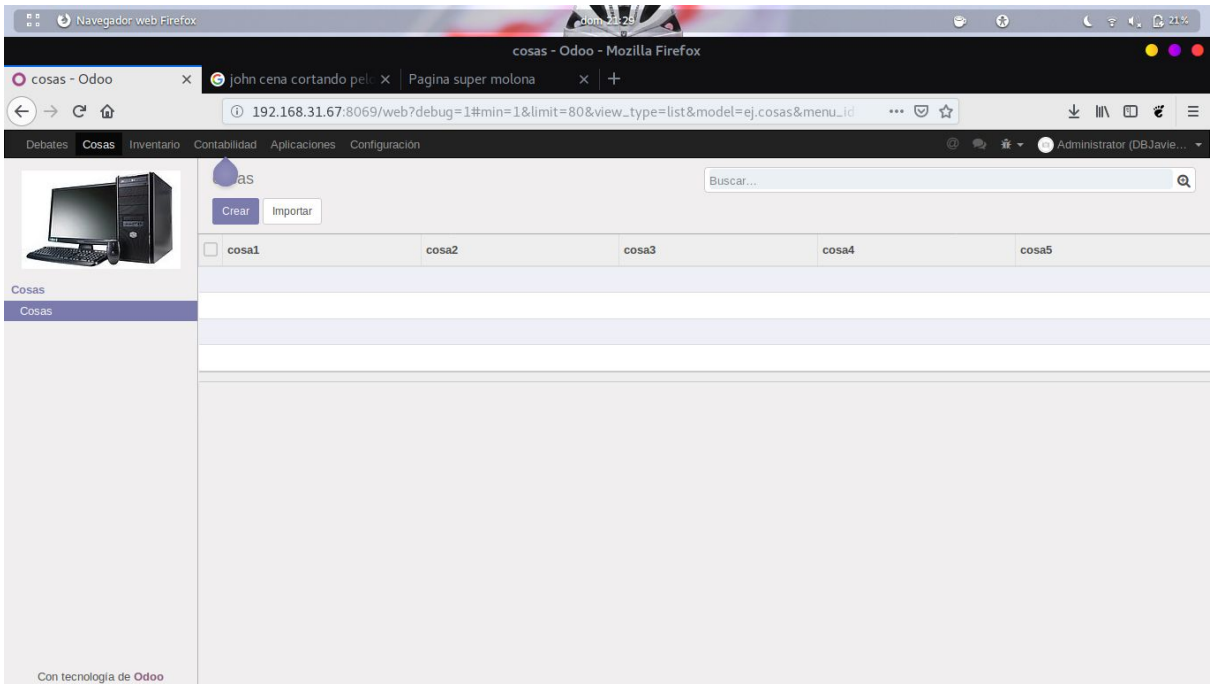 Navegador web Firefox dom, 21:29 21%
cosas - Odoo - Mozilla Firefox
cosas - Odoo john cena cortando pelo Pagina super molona
192.168.31.67:8069/web?debug=1#min=1&limit=80&view_type=list&model=ej.cosas&menu_id
Debates Cosas Inventario Contabilidad Aplicaciones Configuración Administrator (DBJavie...
as Buscar...
Crear Importar
cosa1 cosa2 cosa3 cosa4 cosa5
Cosas
Cosas
Con tecnología de Odoo